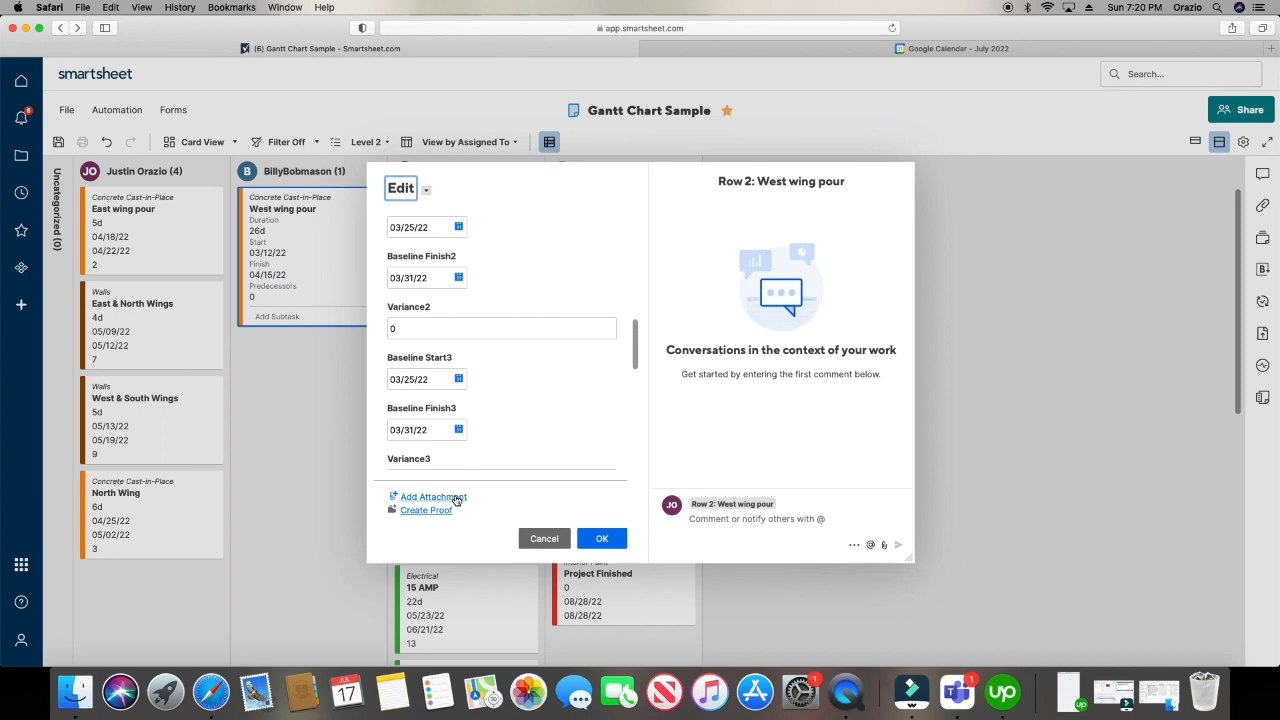 Safari File Edit View History Bookmarks Window Help
Sun 7:20 PM Orazio
app.smartsheet.com
(6) Gantt Chart Sample - Smartsheet.com
Google Calendar - July 2022
smartsheet
Search...
File Automation Forms
Gantt Chart Sample
Share
Card View Filter Off Level 2 View by Assigned To
6
Uncategorized (0)
JO Justin Orazio (4)
Concrete Cast-in-Place
East wing pour
5d
04/18/22
04/22/22
2
Walls
East & North Wings
4d
05/09/22
05/12/22
7
Walls
West & South Wings
5d
05/13/22
05/19/22
9
Concrete Cast-in-Place
North Wing
6d
04/25/22
05/02/22
3
B BillyBobmason (1)
Concrete Cast-in-Place
West wing pour
Duration
26d
Start
03/12/22
Finish
04/15/22
Predecessors
0
Add Subtask
Edit
03/25/22
Baseline Finish2
03/31/22
Variance2
0
Baseline Start3
03/25/22
Baseline Finish3
03/31/22
Variance3
Add Attachment
Create Proof
Cancel OK
Row 2: West wing pour
Conversations in the context of your work
Get started by entering the first comment below.
JO Row 2: West wing pour
Comment or notify others with @
Electrical
15 AMP
22d
05/23/22
06/21/22
13
Project Finished
0
08/28/22
08/28/22
JUL
17
1
1
up